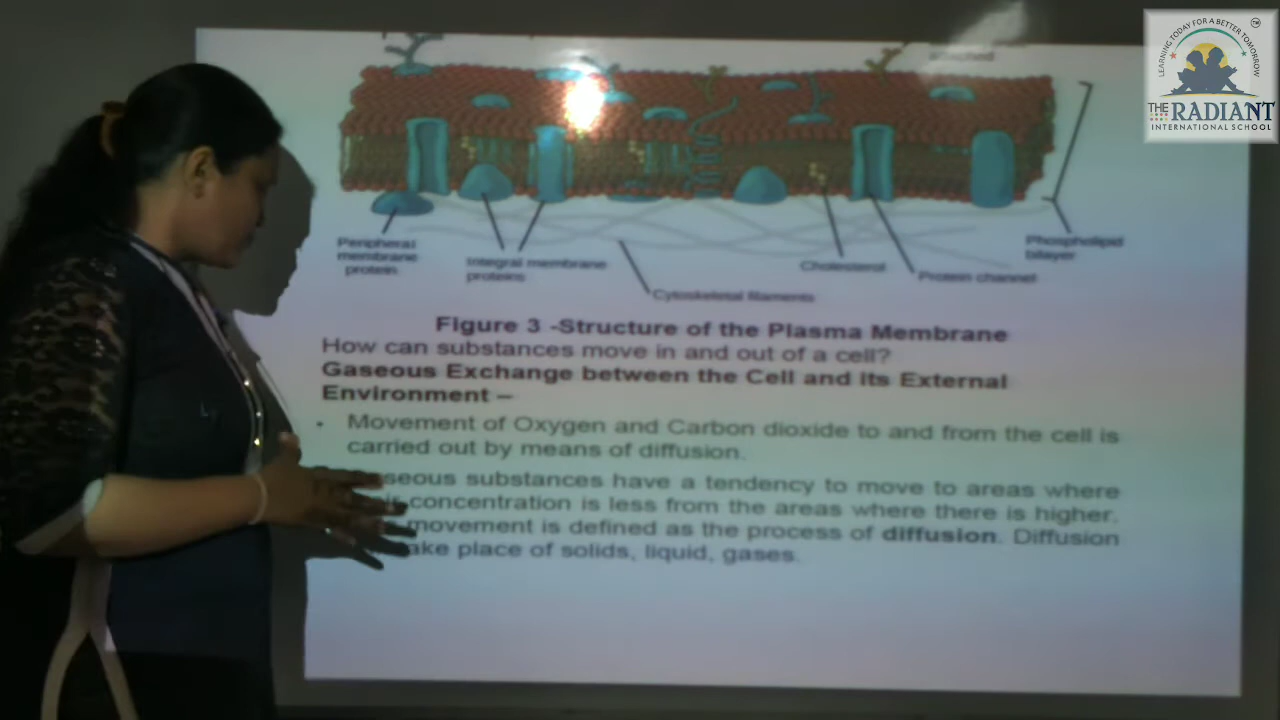 LEARNING TODAY FOR A BETTER TOMORROW
TM
THE RADIANT
INTERNATIONAL SCHOOL
Peripheral
membrane
protein
Integral membrane
proteins
Cytoskeletal filaments
Cholesterol
Protein channel
Phospholipid
bilayer
Figure 3 -Structure of the Plasma Membrane
How can substances move in and out of a cell?
Gaseous Exchange between the Cell and its External
Environment –
• Movement of Oxygen and Carbon dioxide to and from the cell is
carried out by means of diffusion.
seous substances have a tendency to move to areas where
concentration is less from the areas where there is higher.
movement is defined as the process of diffusion. Diffusion
ake place of solids, liquid, gases.